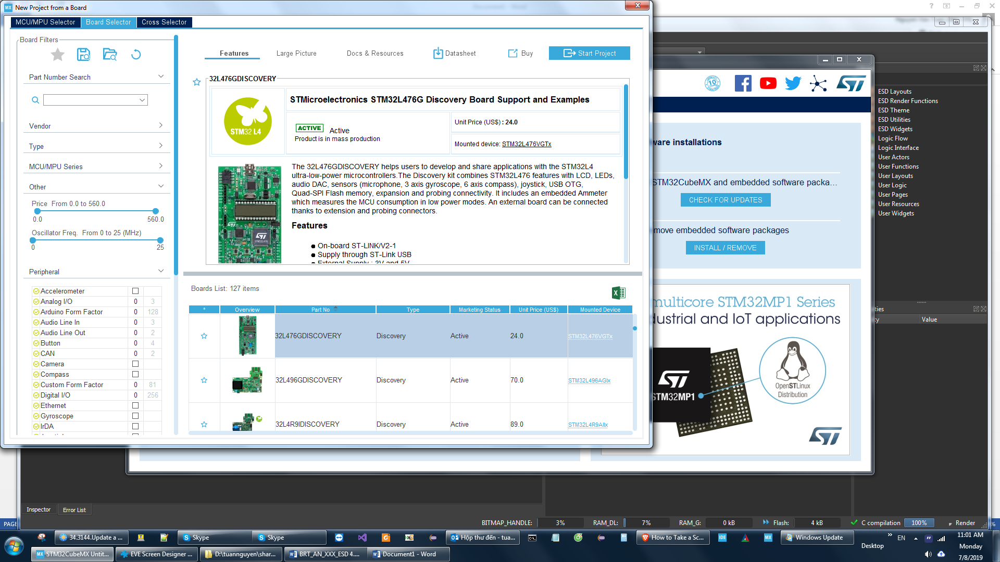 New Project from a Board
MCU/MPU Selector
Board Selector
Cross Selector
Board Filters
Part Number Search
Vendor
Type
MCU/MPU Series
Other
Price From 0.0 to 560.0
0.0
560.0
Oscillator Freq. From 0 to 25 (MHz)
0
25
Peripheral
Accelerometer
Analog I/O 0 3
Arduino Form Factor 0 128
Audio Line In 0 3
Audio Line Out 0 2
Button 0 4
CAN 0 2
Camera
Compass
Custom Form Factor 0 81
Digital I/O 0 256
Ethernet
Gyroscope
IrDA
Features
Large Picture
Docs & Resources
Datasheet
Buy
Start Project
32L476GDISCOVERY
STM32 L4
STMicroelectronics STM32L476G Discovery Board Support and Examples
ACTIVE Active
Product is in mass production
Unit Price (US$) : 24.0
Mounted device: STM32L476VGTx
The 32L476GDISCOVERY helps users to develop and share applications with the STM32L4
ultra-low-power microcontrollers.The Discovery kit combines STM32L476 features with LCD, LEDs,
audio DAC, sensors (microphone, 3 axis gyroscope, 6 axis compass), joystick, USB OTG,
Quad-SPI Flash memory, expansion and probing connectivity. It includes an embedded Ammeter
which measures the MCU consumption in low power modes. An external board can be connected
thanks to extension and probing connectors.
Features
● On-board ST-LINK/V2-1
● Supply through ST-Link USB
● External Supply : 3V and 5V
Boards List: 127 items
* Overview Part No Type Marketing Status Unit Price (US$) Mounted Device
32L476GDISCOVERY Discovery Active 24.0 STM32L476VGTx
32L496GDISCOVERY Discovery Active 70.0 STM32L496AGIx
32L4R9IDISCOVERY Discovery Active 89.0 STM32L4R9AIIx
10
ST
ware installations
STM32CubeMX and embedded software packa...
CHECK FOR UPDATES
move embedded software packages
INSTALL / REMOVE
multicore STM32MP1 Series
dustrial and IoT applications
STM32MP1
OpenSTLinux
Distribution
ST
ESD Layouts
ESD Render Functions
ESD Theme
ESD Utilities
ESD Widgets
Logic Flow
Logic Interface
User Actors
User Functions
User Layouts
User Logic
User Pages
User Resources
User Widgets
ties
ty
Value
Inspector
Error List
PAGE
BITMAP_HANDLE: 3%
RAM_DL: 7%
RAM_G: 0 kB
Flash: 4 kB
C compilation 100%
Render
%
34.3144.Update a ...
Skype
Skype
Hộp thư đến - tua...
How to Take a Sc...
IDE
MX
Windows Update
Desktop
EN
11:01 AM
Monday
7/8/2019
STM32CubeMX Untit...
EVE Screen Designer ...
D:\tuannguyen\shar...
BRT_AN_XXX_ESD 4....
Document1 - Word